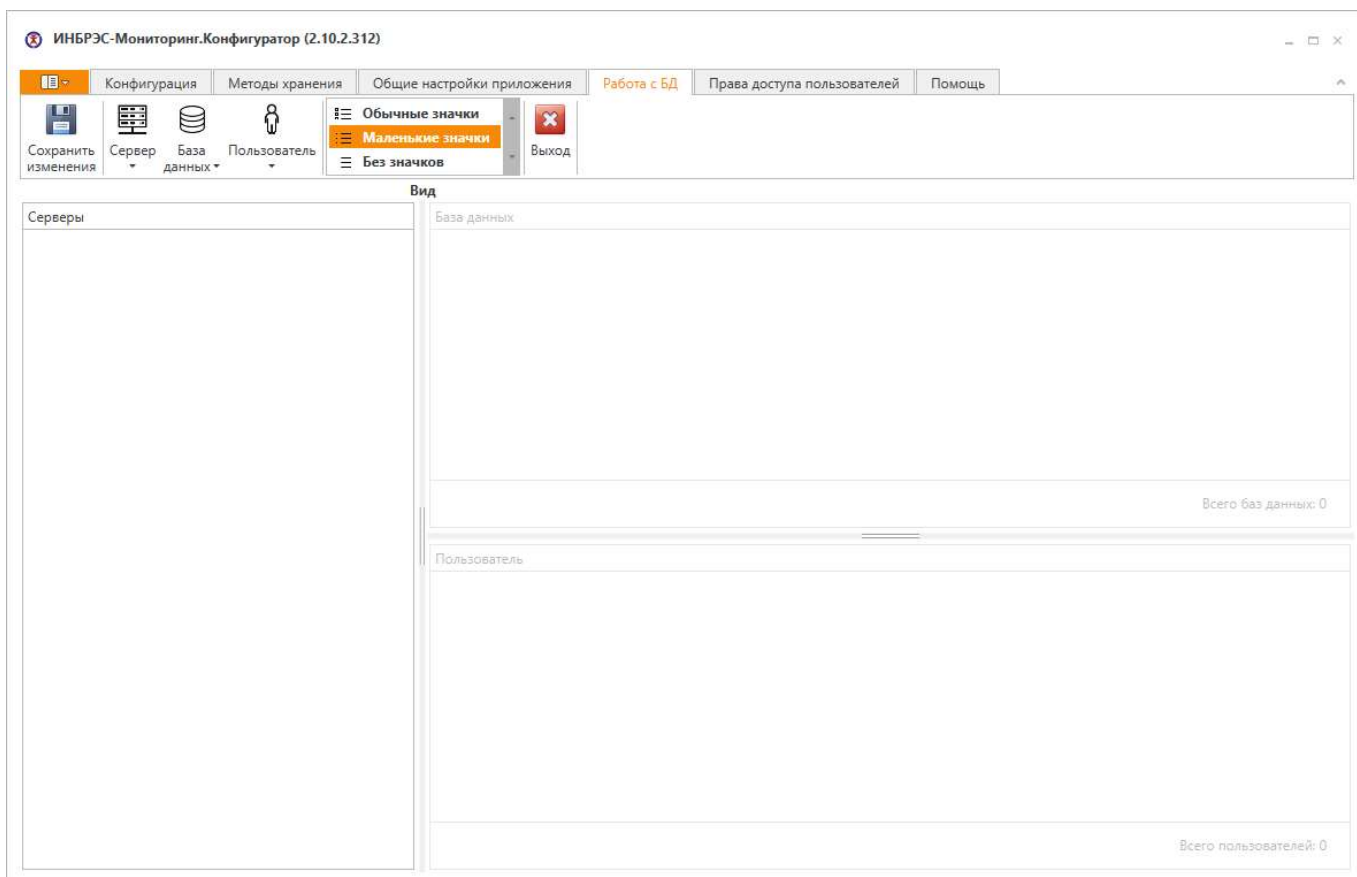 ИНБРЭС-Мониторинг.Конфигуратор (2.10.2.312)
Конфигурация Методы хранения Общие настройки приложения Работа с БД Права доступа пользователей Помощь
Сохранить изменения
Сервер
База данных
Пользователь
Обычные значки
Маленькие значки
Без значков
Выход
Вид
Серверы
База данных
Всего баз данных: 0
Пользователь
Всего пользователей: 0